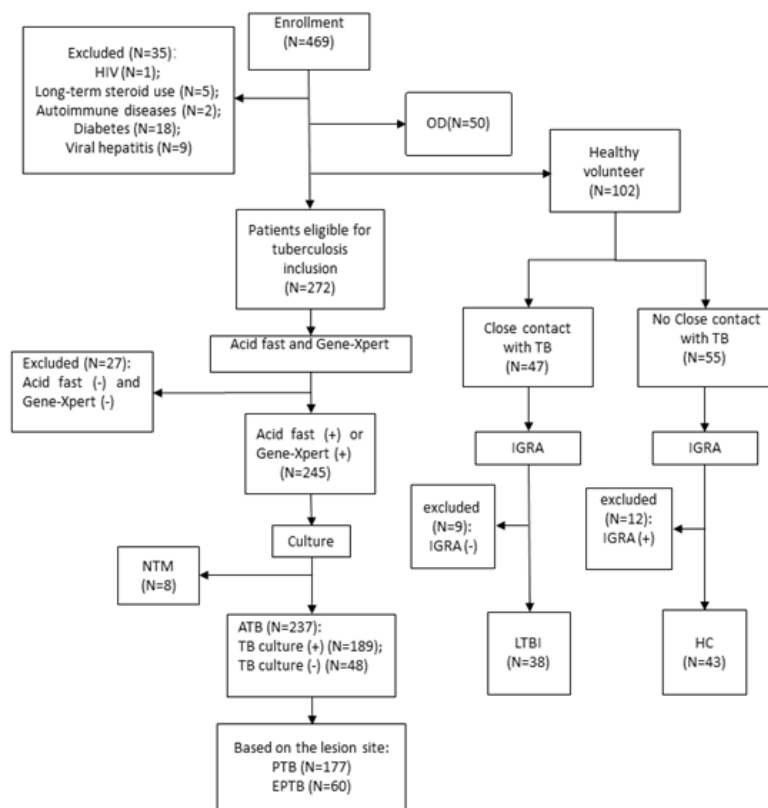 Enrollment
(N=469)
Excluded (N=35):
HIV(N=1);
Long-term steroid use (N=5);
Autoimmune diseases (N=2);
Diabetes (N=18);
Viral hepatitis (N=9)
OD(N=50)
Healthy
volunteer
(N=102)
Patients eligible for
tuberculosis
inclusion
(N=272)
Close contact
with TB
(N=47)
No Close contact
with TB
(N=55)
Acid fast and Gene-Xpert
Excluded (N=27):
Acid fast (-) and
Gene-Xpert (-)
Acid fast (+) or
Gene-Xpert (+)
(N=245)
IGRA
IGRA
excluded
(N=9):
IGRA (-)
excluded
(N=12):
IGRA (+)
Culture
NTM
(N=8)
ATB (N=237):
TB culture (+) (N=189);
TB culture (-) (N=48)
LTBI
(N=38)
HC
(N=43)
Based on the lesion site:
PTB (N=177)
EPTB (N=60)